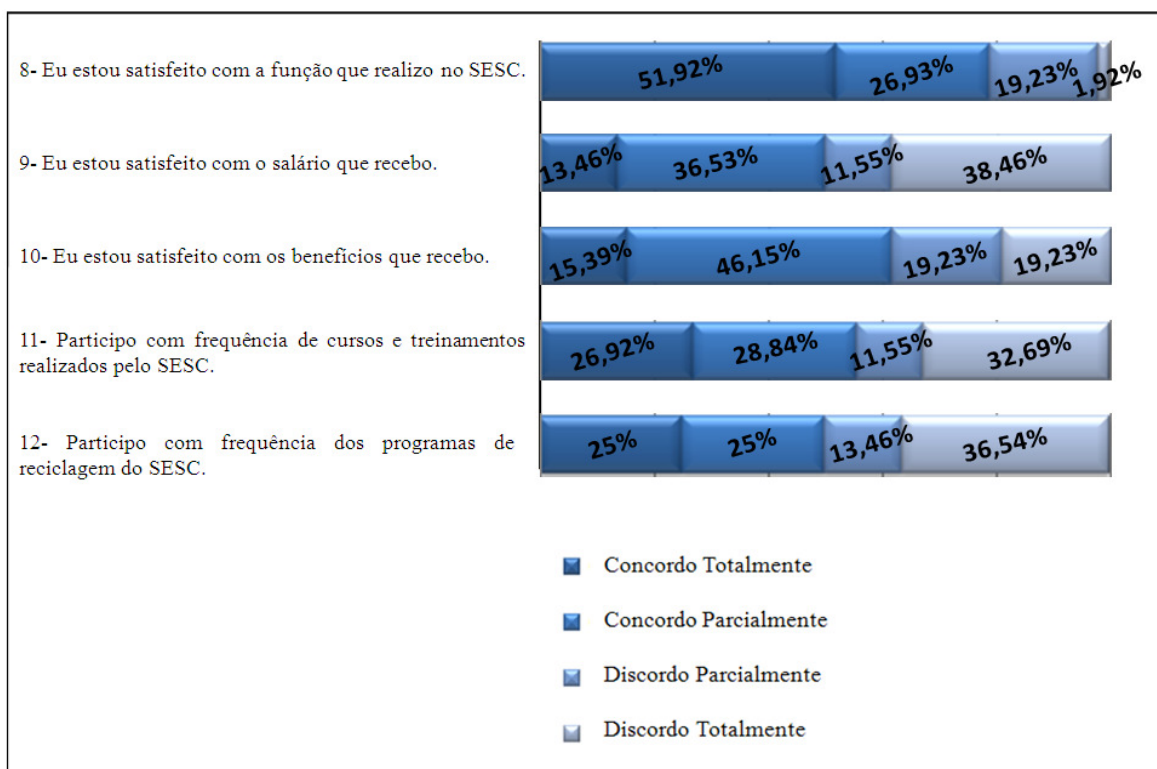 8- Eu estou satisfeito com a função que realizo no SESC.
51,92% 26,93% 19,23% 1,92%
9- Eu estou satisfeito com o salário que recebo.
13,46% 36,53% 11,55% 38,46%
10- Eu estou satisfeito com os benefícios que recebo.
15,39% 46,15% 19,23% 19,23%
11- Participo com frequência de cursos e treinamentos
realizados pelo SESC.
26,92% 28,84% 11,55% 32,69%
12- Participo com frequência dos programas de
reciclagem do SESC.
25% 25% 13,46% 36,54%
Concordo Totalmente
Concordo Parcialmente
Discordo Parcialmente
Discordo Totalmente